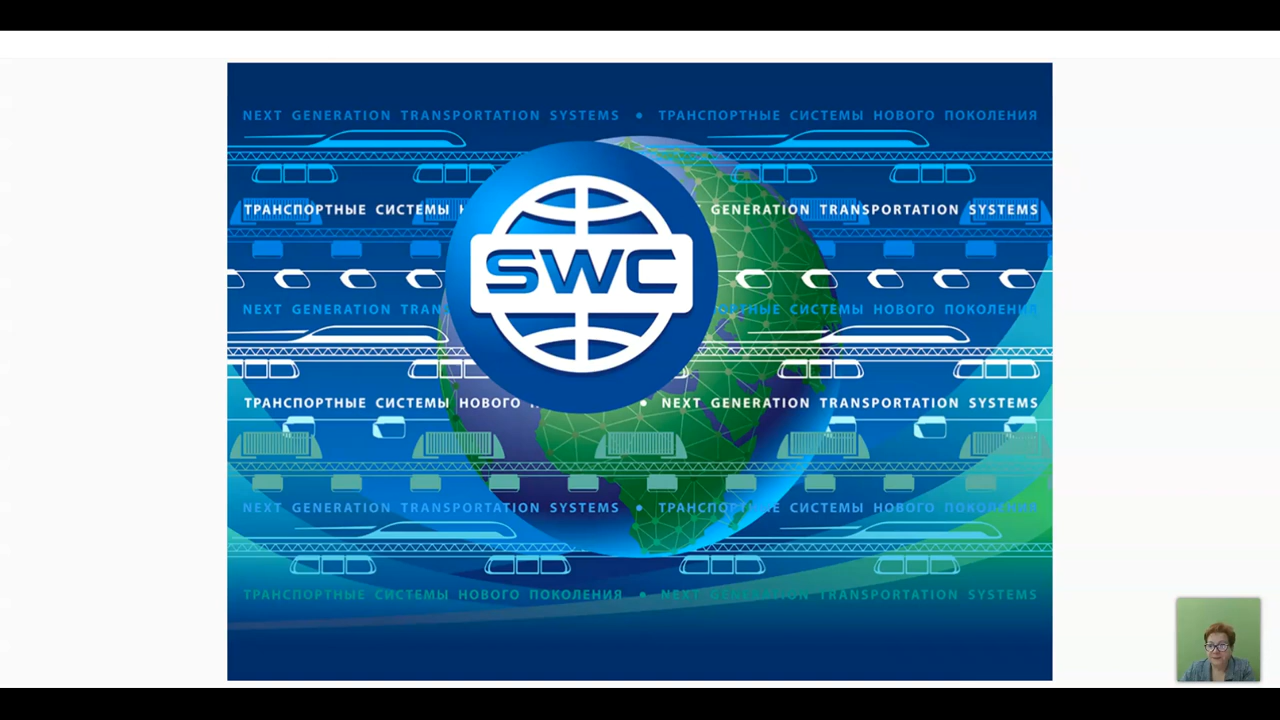 NEXT GENERATION TRANSPORTATION SYSTEMS • ТРАНСПОРТНЫЕ СИСТЕМЫ НОВОГО ПОКОЛЕНИЯ
ТРАНСПОРТНЫЕ СИСТЕМЫ GENERATION TRANSPORTATION SYSTEMS
SWC
NEXT GENERATION СИСТЕМЫ НОВОГО ПОКОЛЕНИЯ
ТРАНСПОРТНЫЕ СИСТЕМЫ НОВОГО • NEXT GENERATION TRANSPORTATION SYSTEMS
NEXT GENERATION TRANSPORTATION SYSTEMS • ТРАНСПОРТНЫЕ СИСТЕМЫ НОВОГО ПОКОЛЕНИЯ
ТРАНСПОРТНЫЕ СИСТЕМЫ НОВОГО ПОКОЛЕНИЯ • NEXT GENERATION TRANSPORTATION SYSTEMS